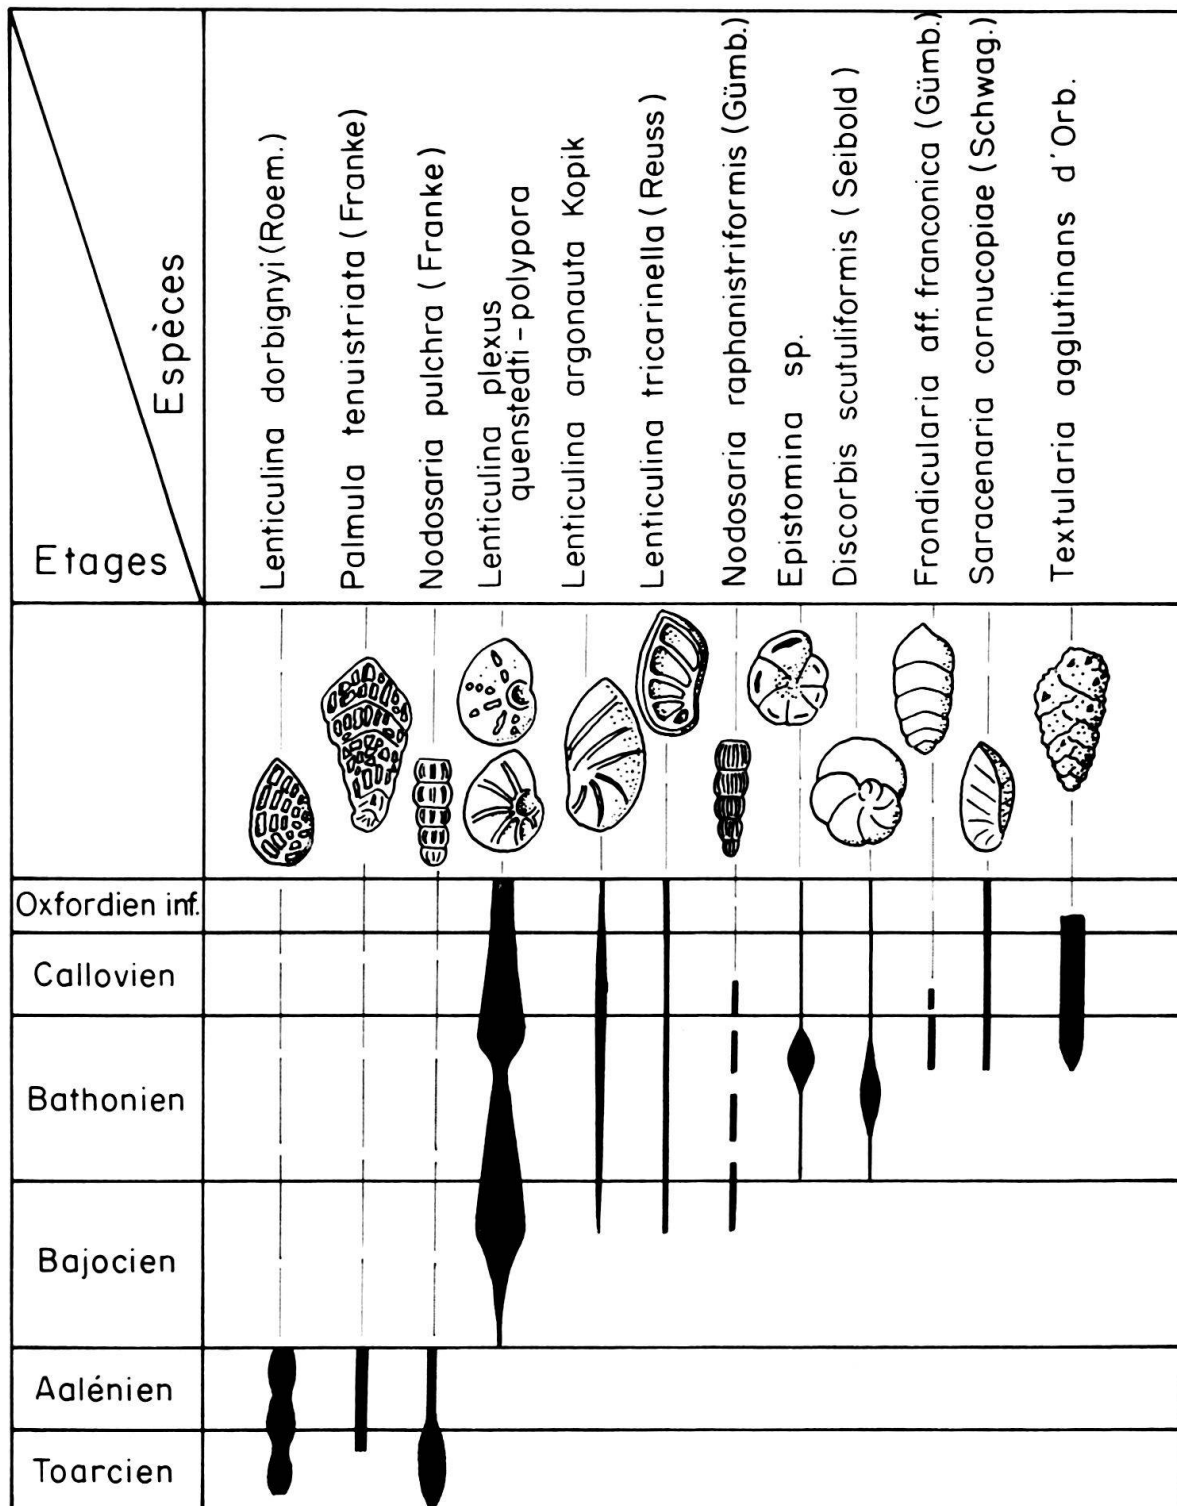 Espèces
Etages
Lenticulina dorbignyi (Roem.)
Palmula tenuistriata (Franke)
Nodosaria pulchra (Franke)
Lenticulina plexus
quenstedti - polypora
Lenticulina argonauta Kopik
Lenticulina tricarinella (Reuss)
Nodosaria raphanistriformis (Gümb.)
Epistomina sp.
Discorbis scutuliformis (Seibold)
Frondicularia aff. franconica (Gümb.)
Saracenaria cornucopiae (Schwag.)
Textularia agglutinans d'Orb.
Oxfordien inf.
Callovien
Bathonien
Bajocien
Aalénien
Toarcien